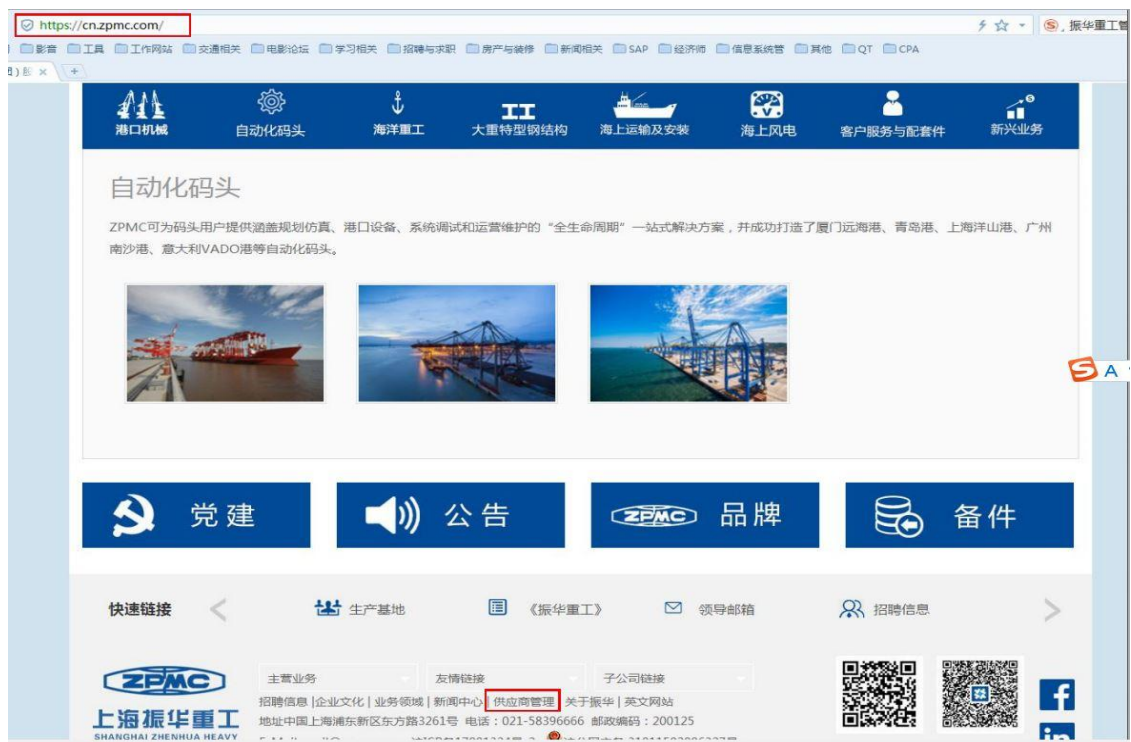 https://cn.zpmc.com/
振华重工管
影音 工具 工作网站 交通相关 电影论坛 学习相关 招聘与求职 房产与装修 新闻相关 SAP 经济师 信息系统管 其他 QT CPA
港口机械 自动化码头 海洋重工 大重特型钢结构 海上运输及安装 海上风电 客户服务与配套件 新兴业务
自动化码头
ZPMC可为码头用户提供涵盖规划仿真、港口设备、系统调试和运营维护的“全生命周期”一站式解决方案，并成功打造了厦门远海港、青岛港、上海洋山港、广州
南沙港、意大利VADO港等自动化码头。
党建 公告 ZPMC 品牌 备件
快速链接 生产基地 《振华重工》 领导邮箱 招聘信息
ZPMC
主营业务 友情链接 子公司链接
招聘信息 | 企业文化 | 业务领域 | 新闻中心 | 供应商管理 | 关于振华 | 英文网站
上海振华重工
地址中国上海浦东新区东方路3261号 电话：021-58396666 邮政编码：200125
SHANGHAI ZHENHUA HEAVY